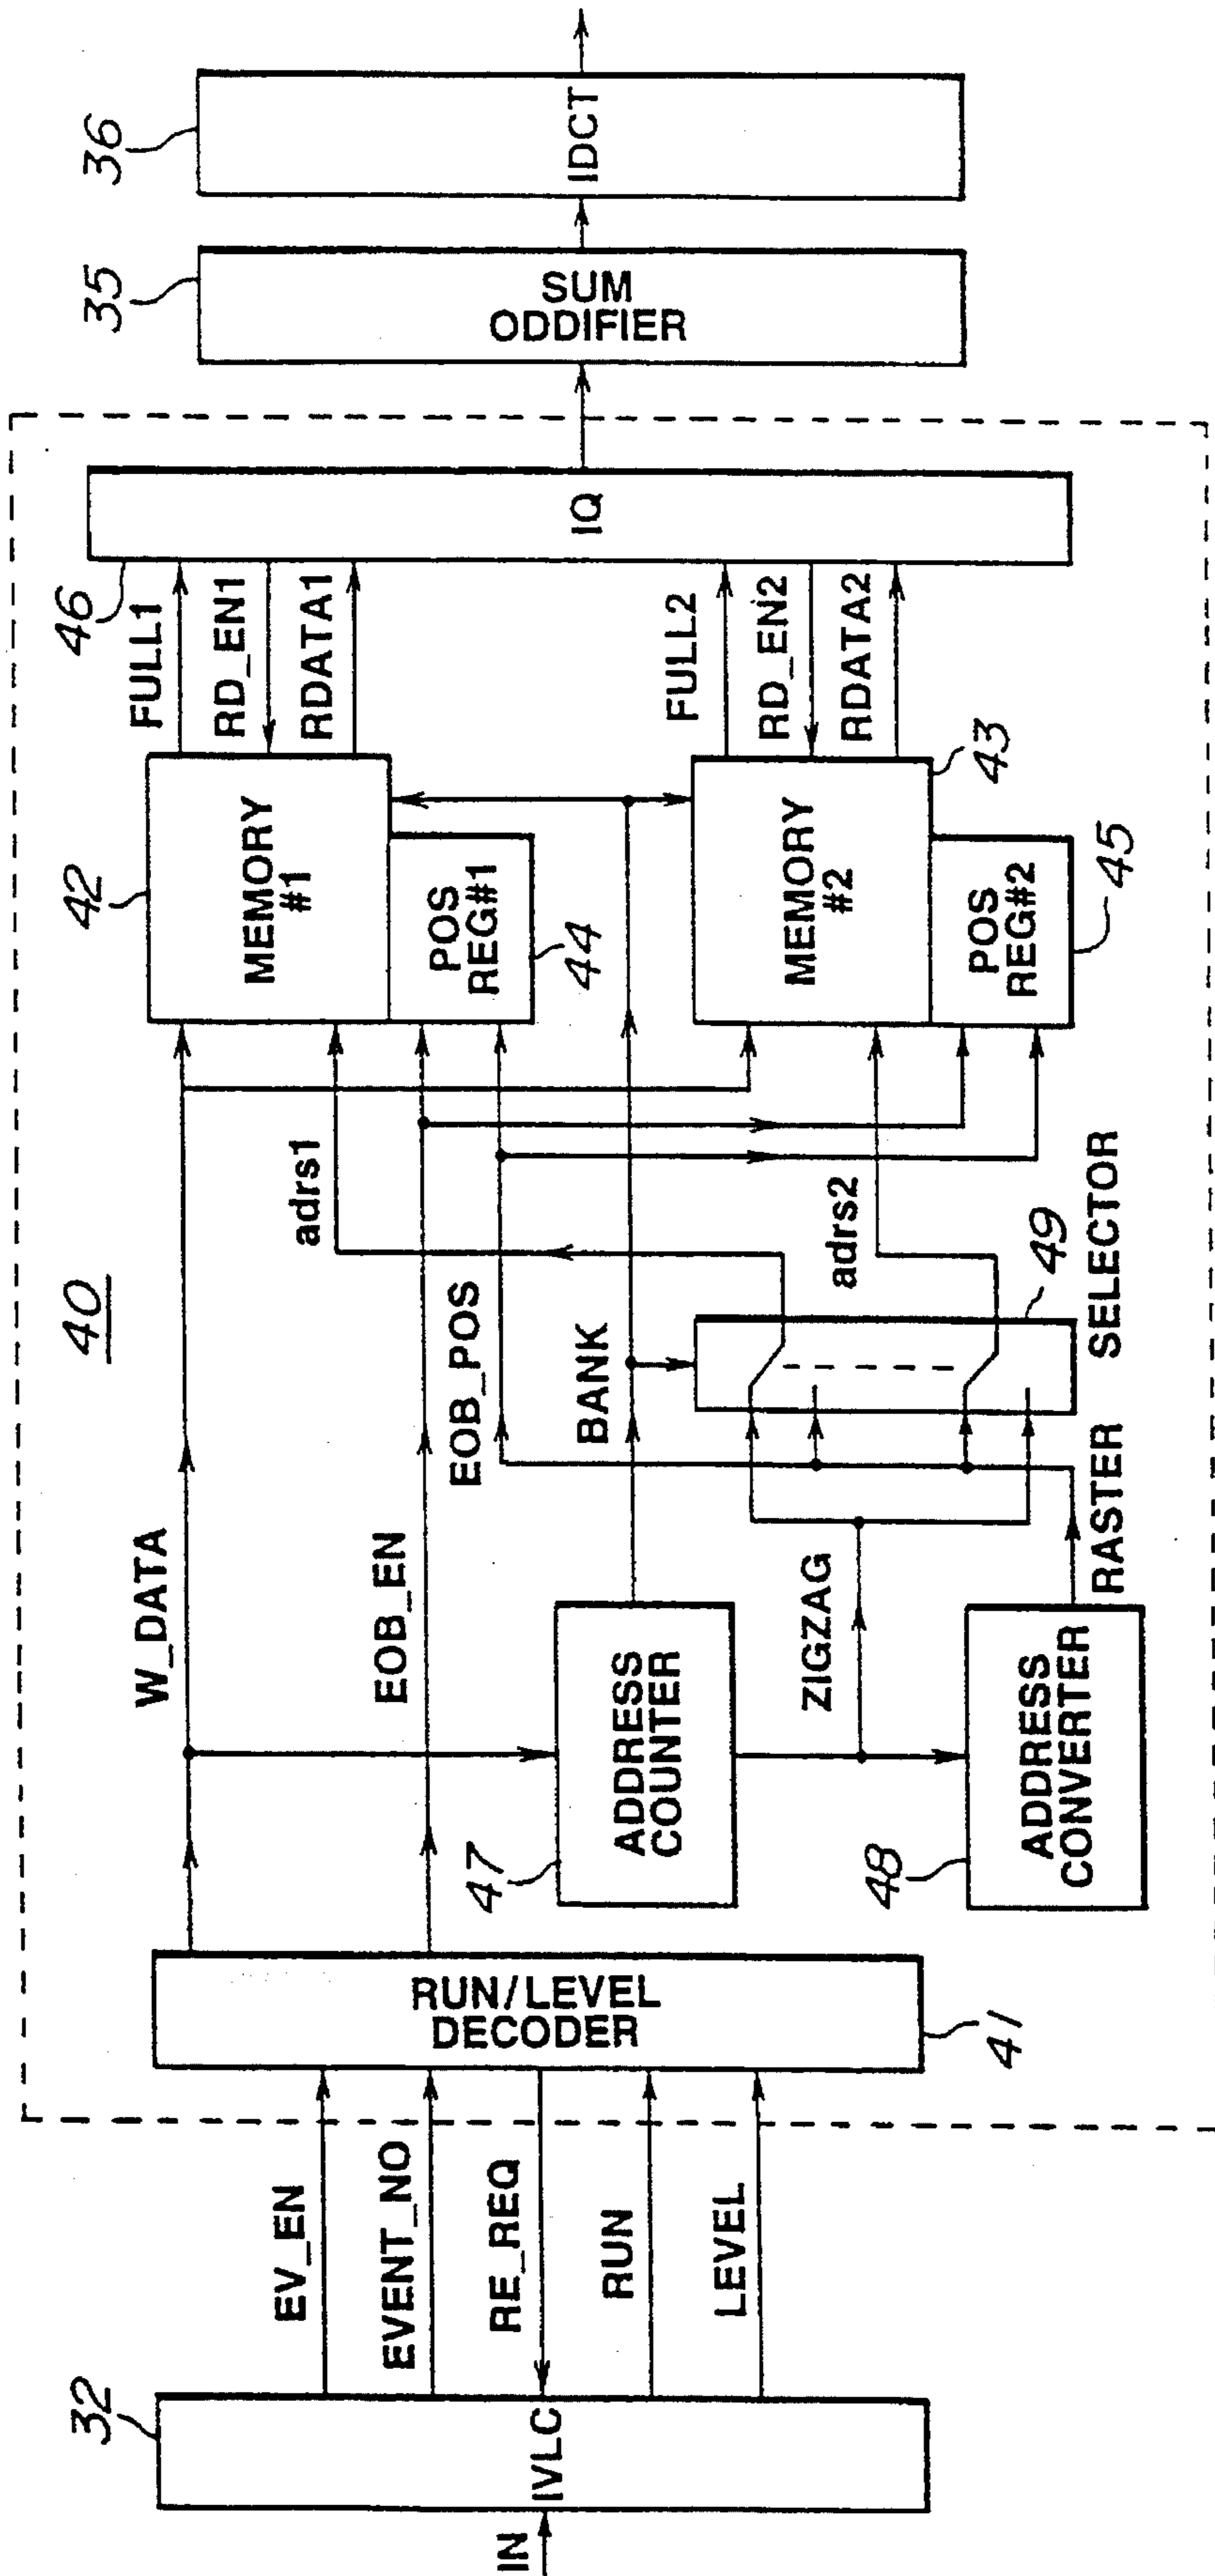 IN
32
IVLC
EV_EN
EVENT_NO
RE_REQ
RUN
LEVEL
40
41
RUN/LEVEL
DECODER
W_DATA
EOB_EN
47
ADDRESS
COUNTER
ZIGZAG
48
ADDRESS
CONVERTER
RASTER
EOB_POS
BANK
49
SELECTOR
adrs1
adrs2
42
MEMORY
#1
POS
REG#1
44
MEMORY
#2
43
POS
REG#2
45
FULL1
RD_EN1
RDATA1
FULL2
RD_EN2
RDATA2
46
IQ
35
SUM
ODDIFIER
36
IDCT